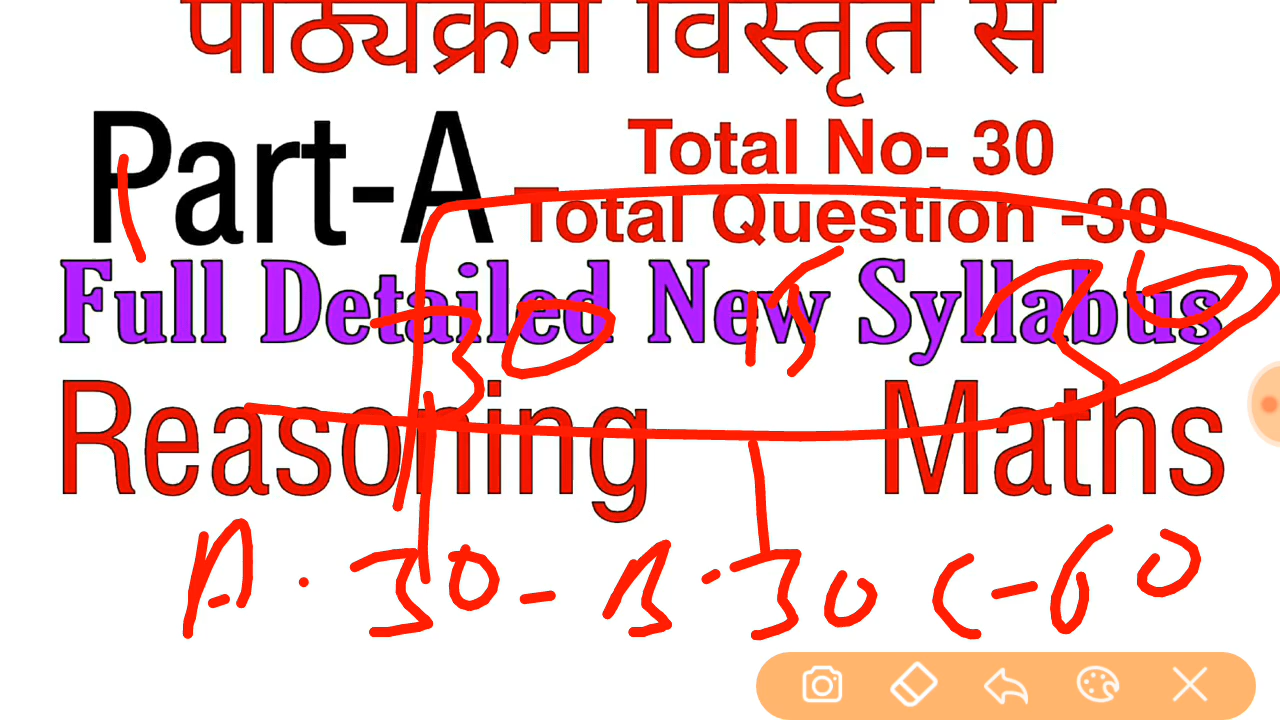 पाठ्यक्रम विस्तृत से
Part-A
Total No- 30
Total Question -30
Full Detailed New Syllabus
30 15
Reasoning Maths
A · 30 - B · 30 C - 60